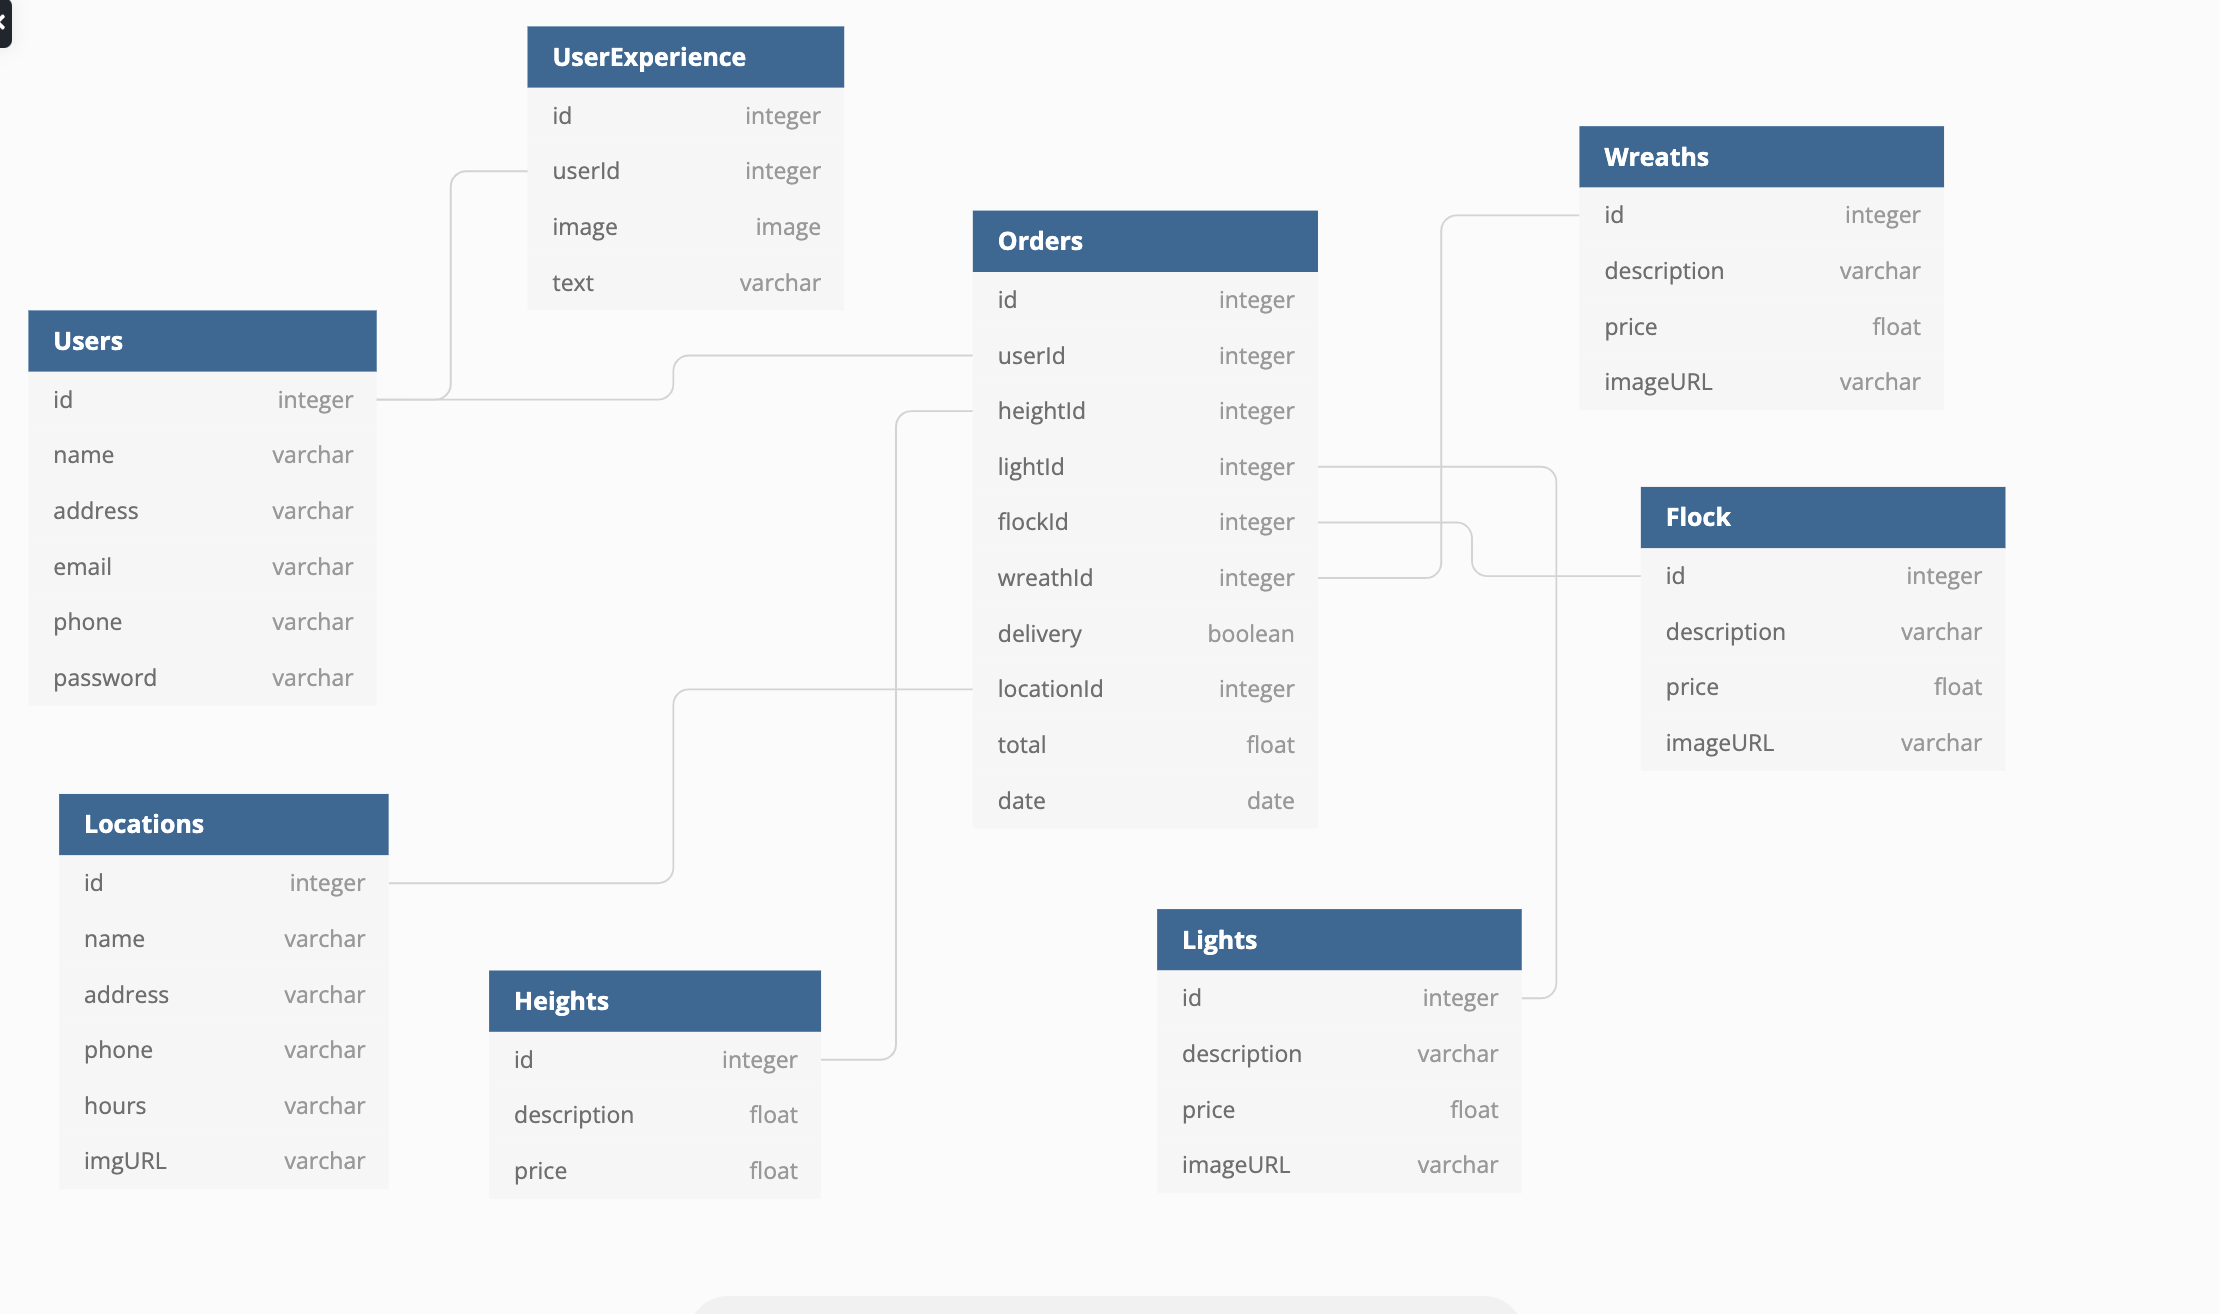 UserExperience
id integer
userId integer
image image
text varchar
Users
id integer
name varchar
address varchar
email varchar
phone varchar
password varchar
Orders
id integer
userId integer
heightId integer
lightId integer
flockId integer
wreathId integer
delivery boolean
locationId integer
total float
date date
Wreaths
id integer
description varchar
price float
imageURL varchar
Flock
id integer
description varchar
price float
imageURL varchar
Locations
id integer
name varchar
address varchar
phone varchar
hours varchar
imgURL varchar
Heights
id integer
description float
price float
Lights
id integer
description varchar
price float
imageURL varchar